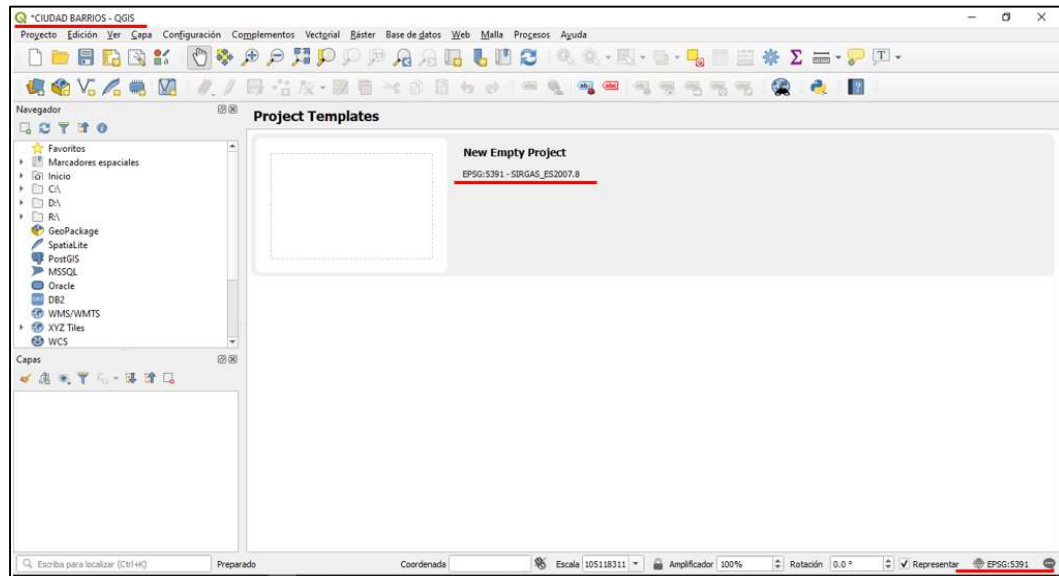 *CIUDAD BARRIOS - QGIS
Proyecto Edición Ver Capa Configuración Complementos Vectorial Ráster Base de datos Web Malla Procesos Ayuda
Navegador
Favoritos
Marcadores espaciales
Inicio
C:\
D:\
R:\
GeoPackage
SpatiaLite
PostGIS
MSSQL
Oracle
DB2
WMS/WMTS
XYZ Tiles
WCS
Capas
Project Templates
New Empty Project
EPSG:5391 - SIRGAS_ES2007.8
Escriba para localizar (Ctrl+K) Preparado Coordenada Escala 105118311 Amplificador 100% Rotación 0.0 ° Representar EPSG:5391